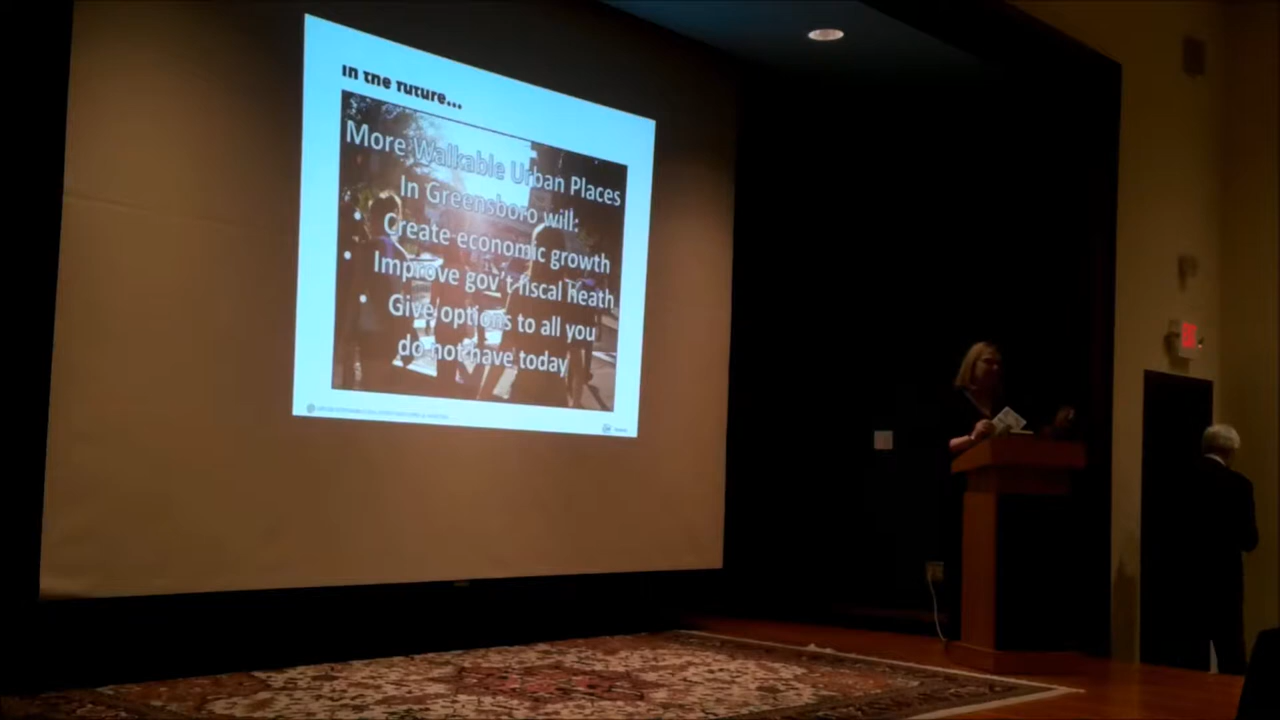 In the future...
More Walkable Urban Places
In Greensboro will:
• Create economic growth
• Improve gov't fiscal heath
• Give options to all you
do not have today